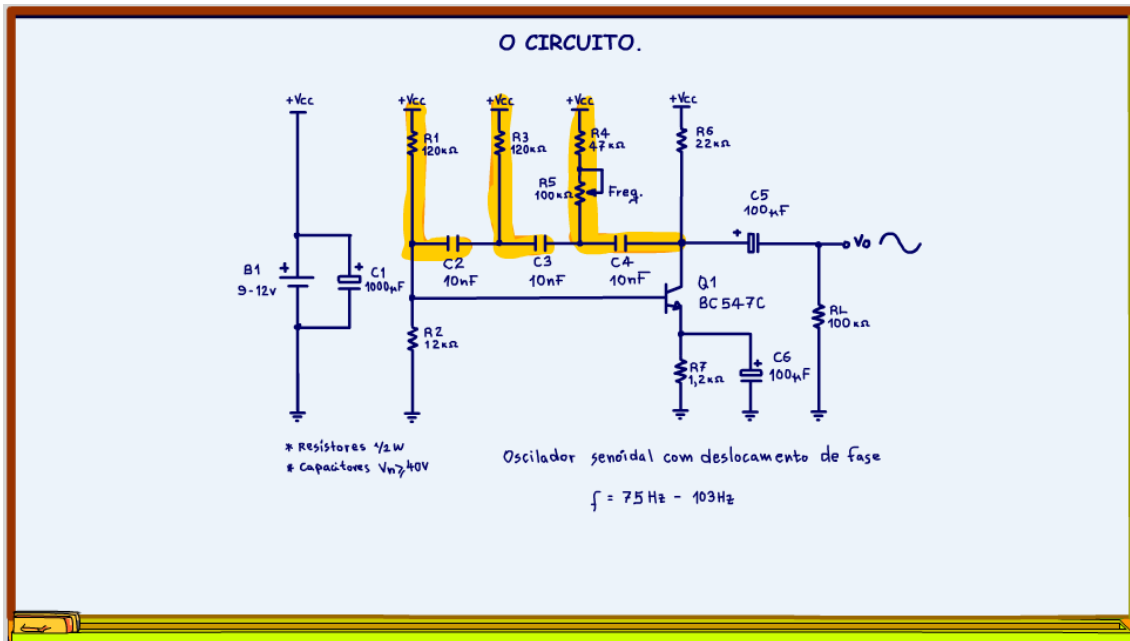 O CIRCUITO.
+Vcc
+Vcc
+Vcc
+Vcc
+Vcc
R1
120kΩ
R3
120kΩ
R4
47kΩ
R6
22kΩ
R5
100kΩ
Freq.
C5
100μF
+
Vo
C2
10nF
C3
10nF
C4
10nF
B1
9-12v
+
+
C1
1000μF
Q1
BC547C
R2
12kΩ
RL
100kΩ
R7
1,2kΩ
+
C6
100μF
* Resístores 1/2W
* Capacitores Vn≥40V
Oscilador senoidal com deslocamento de fase
f = 75Hz - 103Hz